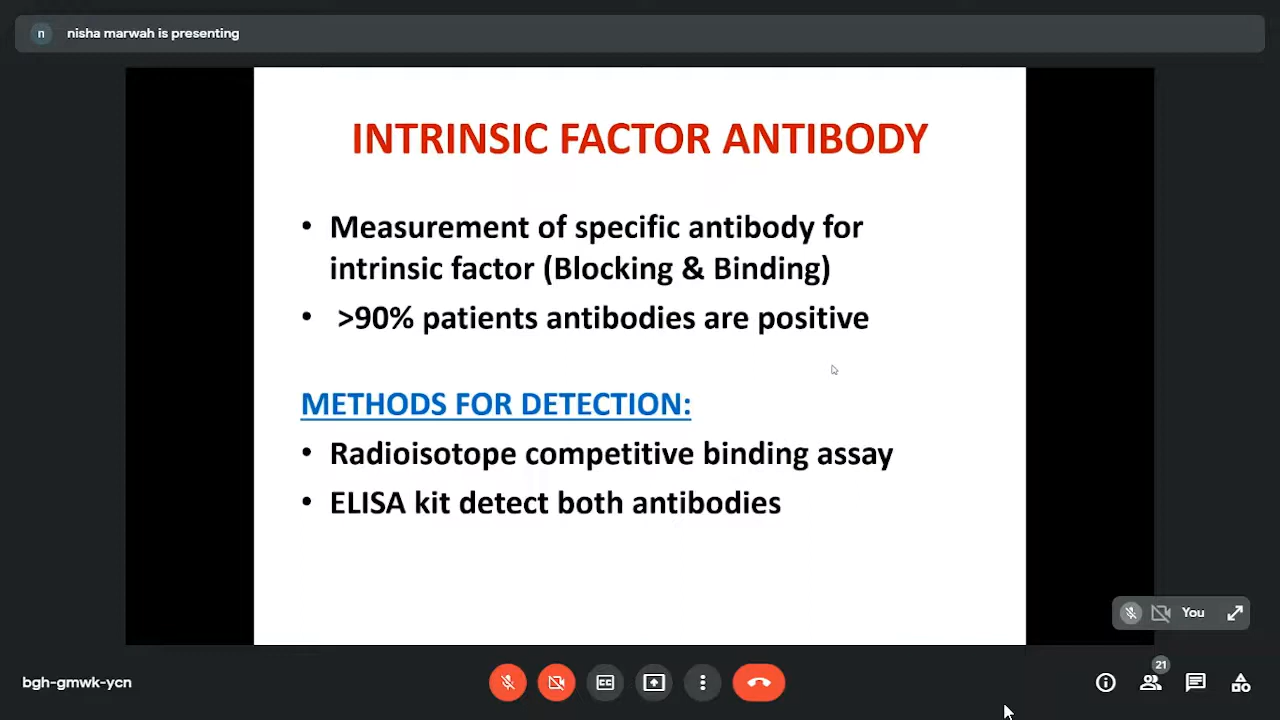 n nisha marwah is presenting
INTRINSIC FACTOR ANTIBODY
• Measurement of specific antibody for
intrinsic factor (Blocking & Binding)
• >90% patients antibodies are positive
METHODS FOR DETECTION:
• Radioisotope competitive binding assay
• ELISA kit detect both antibodies
You
bgh-gmwk-ycn
CC
21